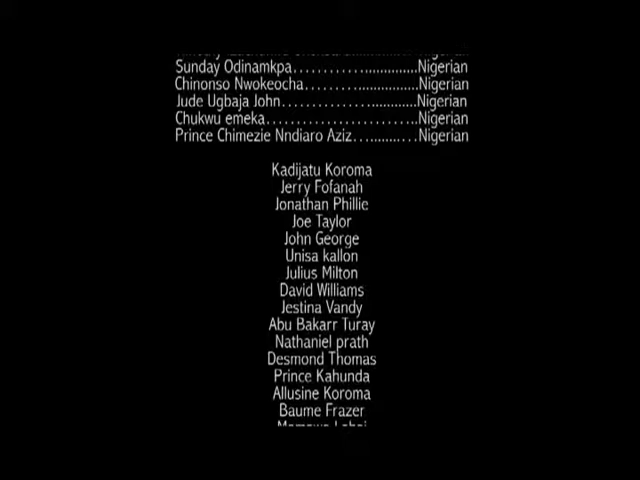 Sunday Odinamkpa.........................Nigerian
Chinonso Nwokeocha.......................Nigerian
Jude Ugbaja John.........................Nigerian
Chukwu emeka.........................Nigerian
Prince Chimezie Nndiaro Aziz...........Nigerian
Kadijatu Koroma
Jerry Fofanah
Jonathan Phillie
Joe Taylor
John George
Unisa kallon
Julius Milton
David Williams
Jestina Vandy
Abu Bakarr Turay
Nathaniel prath
Desmond Thomas
Prince Kahunda
Allusine Koroma
Baume Frazer